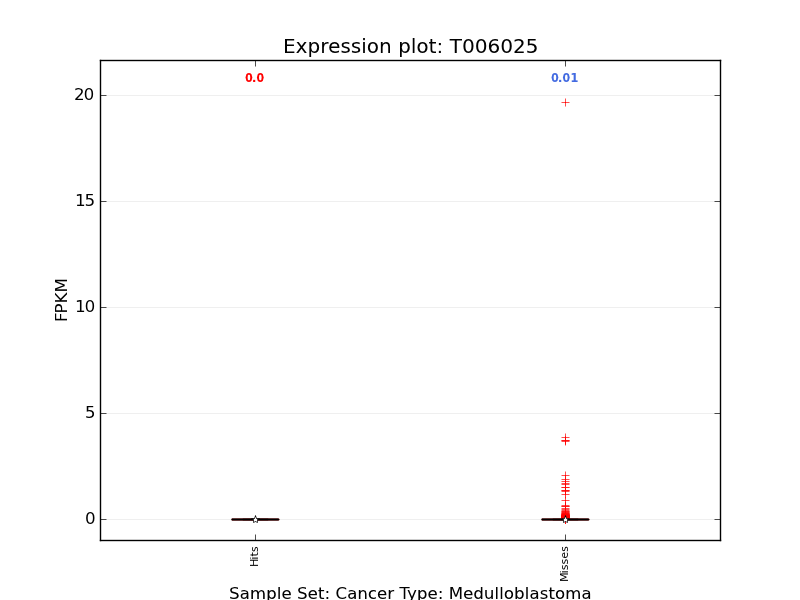 Expression plot: T006025
0.0
0.01
20
15
10
5
0
FPKM
Hits
Misses
Sample Set: Cancer Type: Medulloblastoma